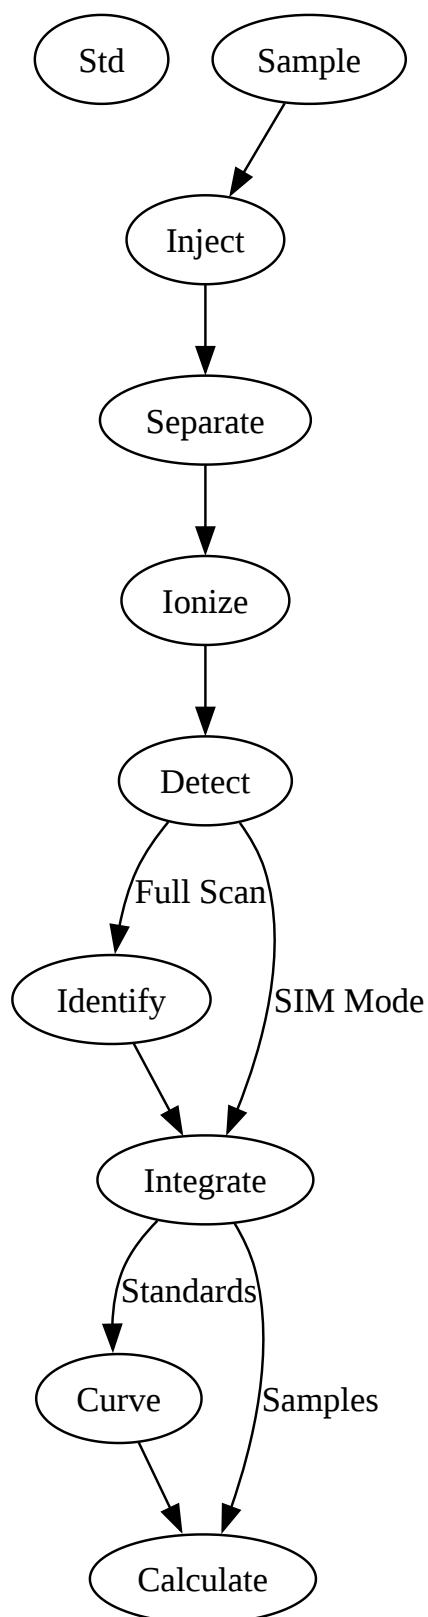 Std
Sample
Inject
Separate
Ionize
Detect
Full Scan
Identify
SIM Mode
Integrate
Standards
Curve
Samples
Calculate